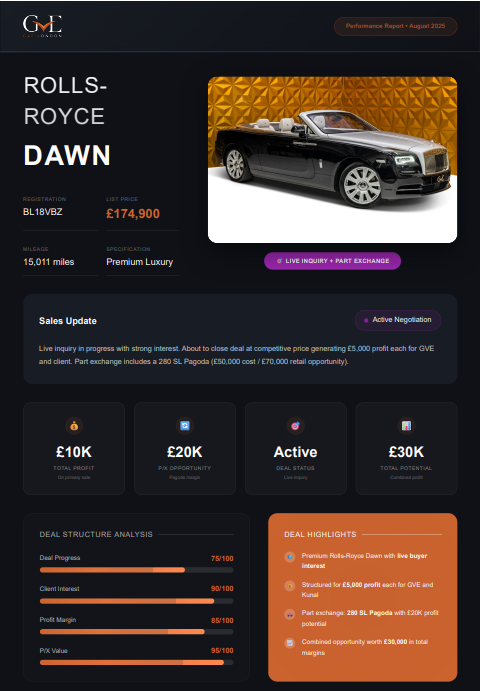 GVE
LONDON
Performance Report • August 2025
ROLLS-
ROYCE
DAWN
REGISTRATION
BL18VBZ
LIST PRICE
£174,900
MILEAGE
15,011 miles
SPECIFICATION
Premium Luxury
LIVE INQUIRY + PART EXCHANGE
Sales Update
Active Negotiation
Live inquiry in progress with strong interest. About to close deal at competitive price generating £5,000 profit each for GVE
and client. Part exchange includes a 280 SL Pagoda (£50,000 cost / £70,000 retail opportunity).
£10K
TOTAL PROFIT
On primary sale
£20K
P/X OPPORTUNITY
Pagoda margin
Active
DEAL STATUS
Live inquiry
£30K
TOTAL POTENTIAL
Combined profit
DEAL STRUCTURE ANALYSIS
Deal Progress
75/100
Client Interest
90/100
Profit Margin
85/100
P/X Value
95/100
DEAL HIGHLIGHTS
Premium Rolls-Royce Dawn with live buyer
interest
Structured for £5,000 profit each for GVE and
Kunal
Part exchange: 280 SL Pagoda with £20K profit
potential
Combined opportunity worth £30,000 in total
margins